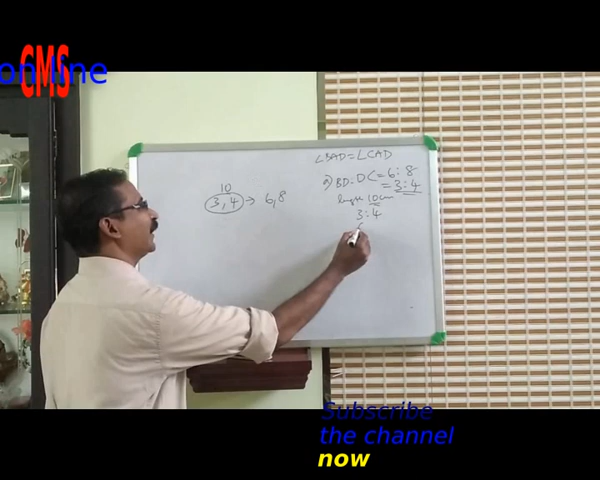 online
CMS
∠BAD=∠CAD
a) BD:DC=6:8
=3:4
10
3,4 → 6,8
10cm
3:4
6
Subscribe
the channel
now